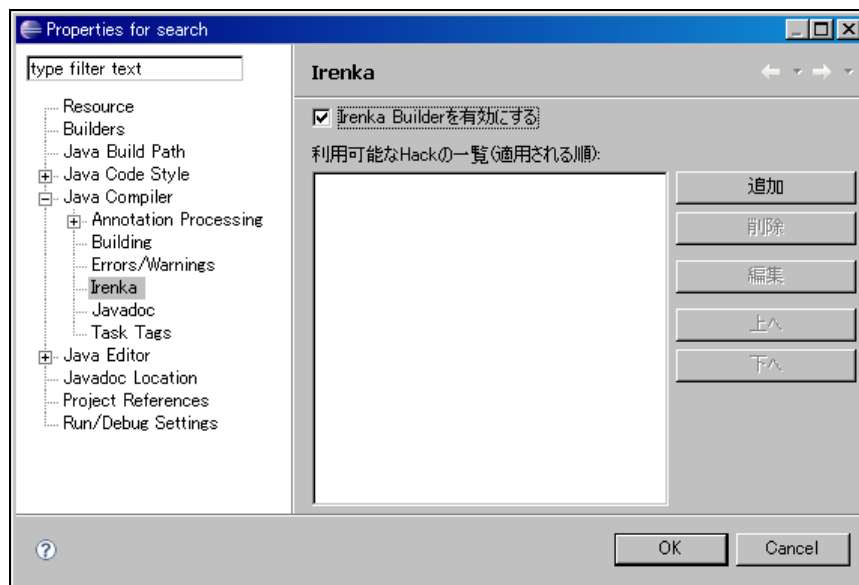 Properties for search
type filter text
Resource
Builders
Java Build Path
Java Code Style
Java Compiler
Annotation Processing
Building
Errors/Warnings
Irenka
Javadoc
Task Tags
Java Editor
Javadoc Location
Project References
Run/Debug Settings
Irenka
Irenka Builderを有効にする
利用可能なHackの一覧(適用される順):
追加
削除
編集
上へ
下へ
OK
Cancel